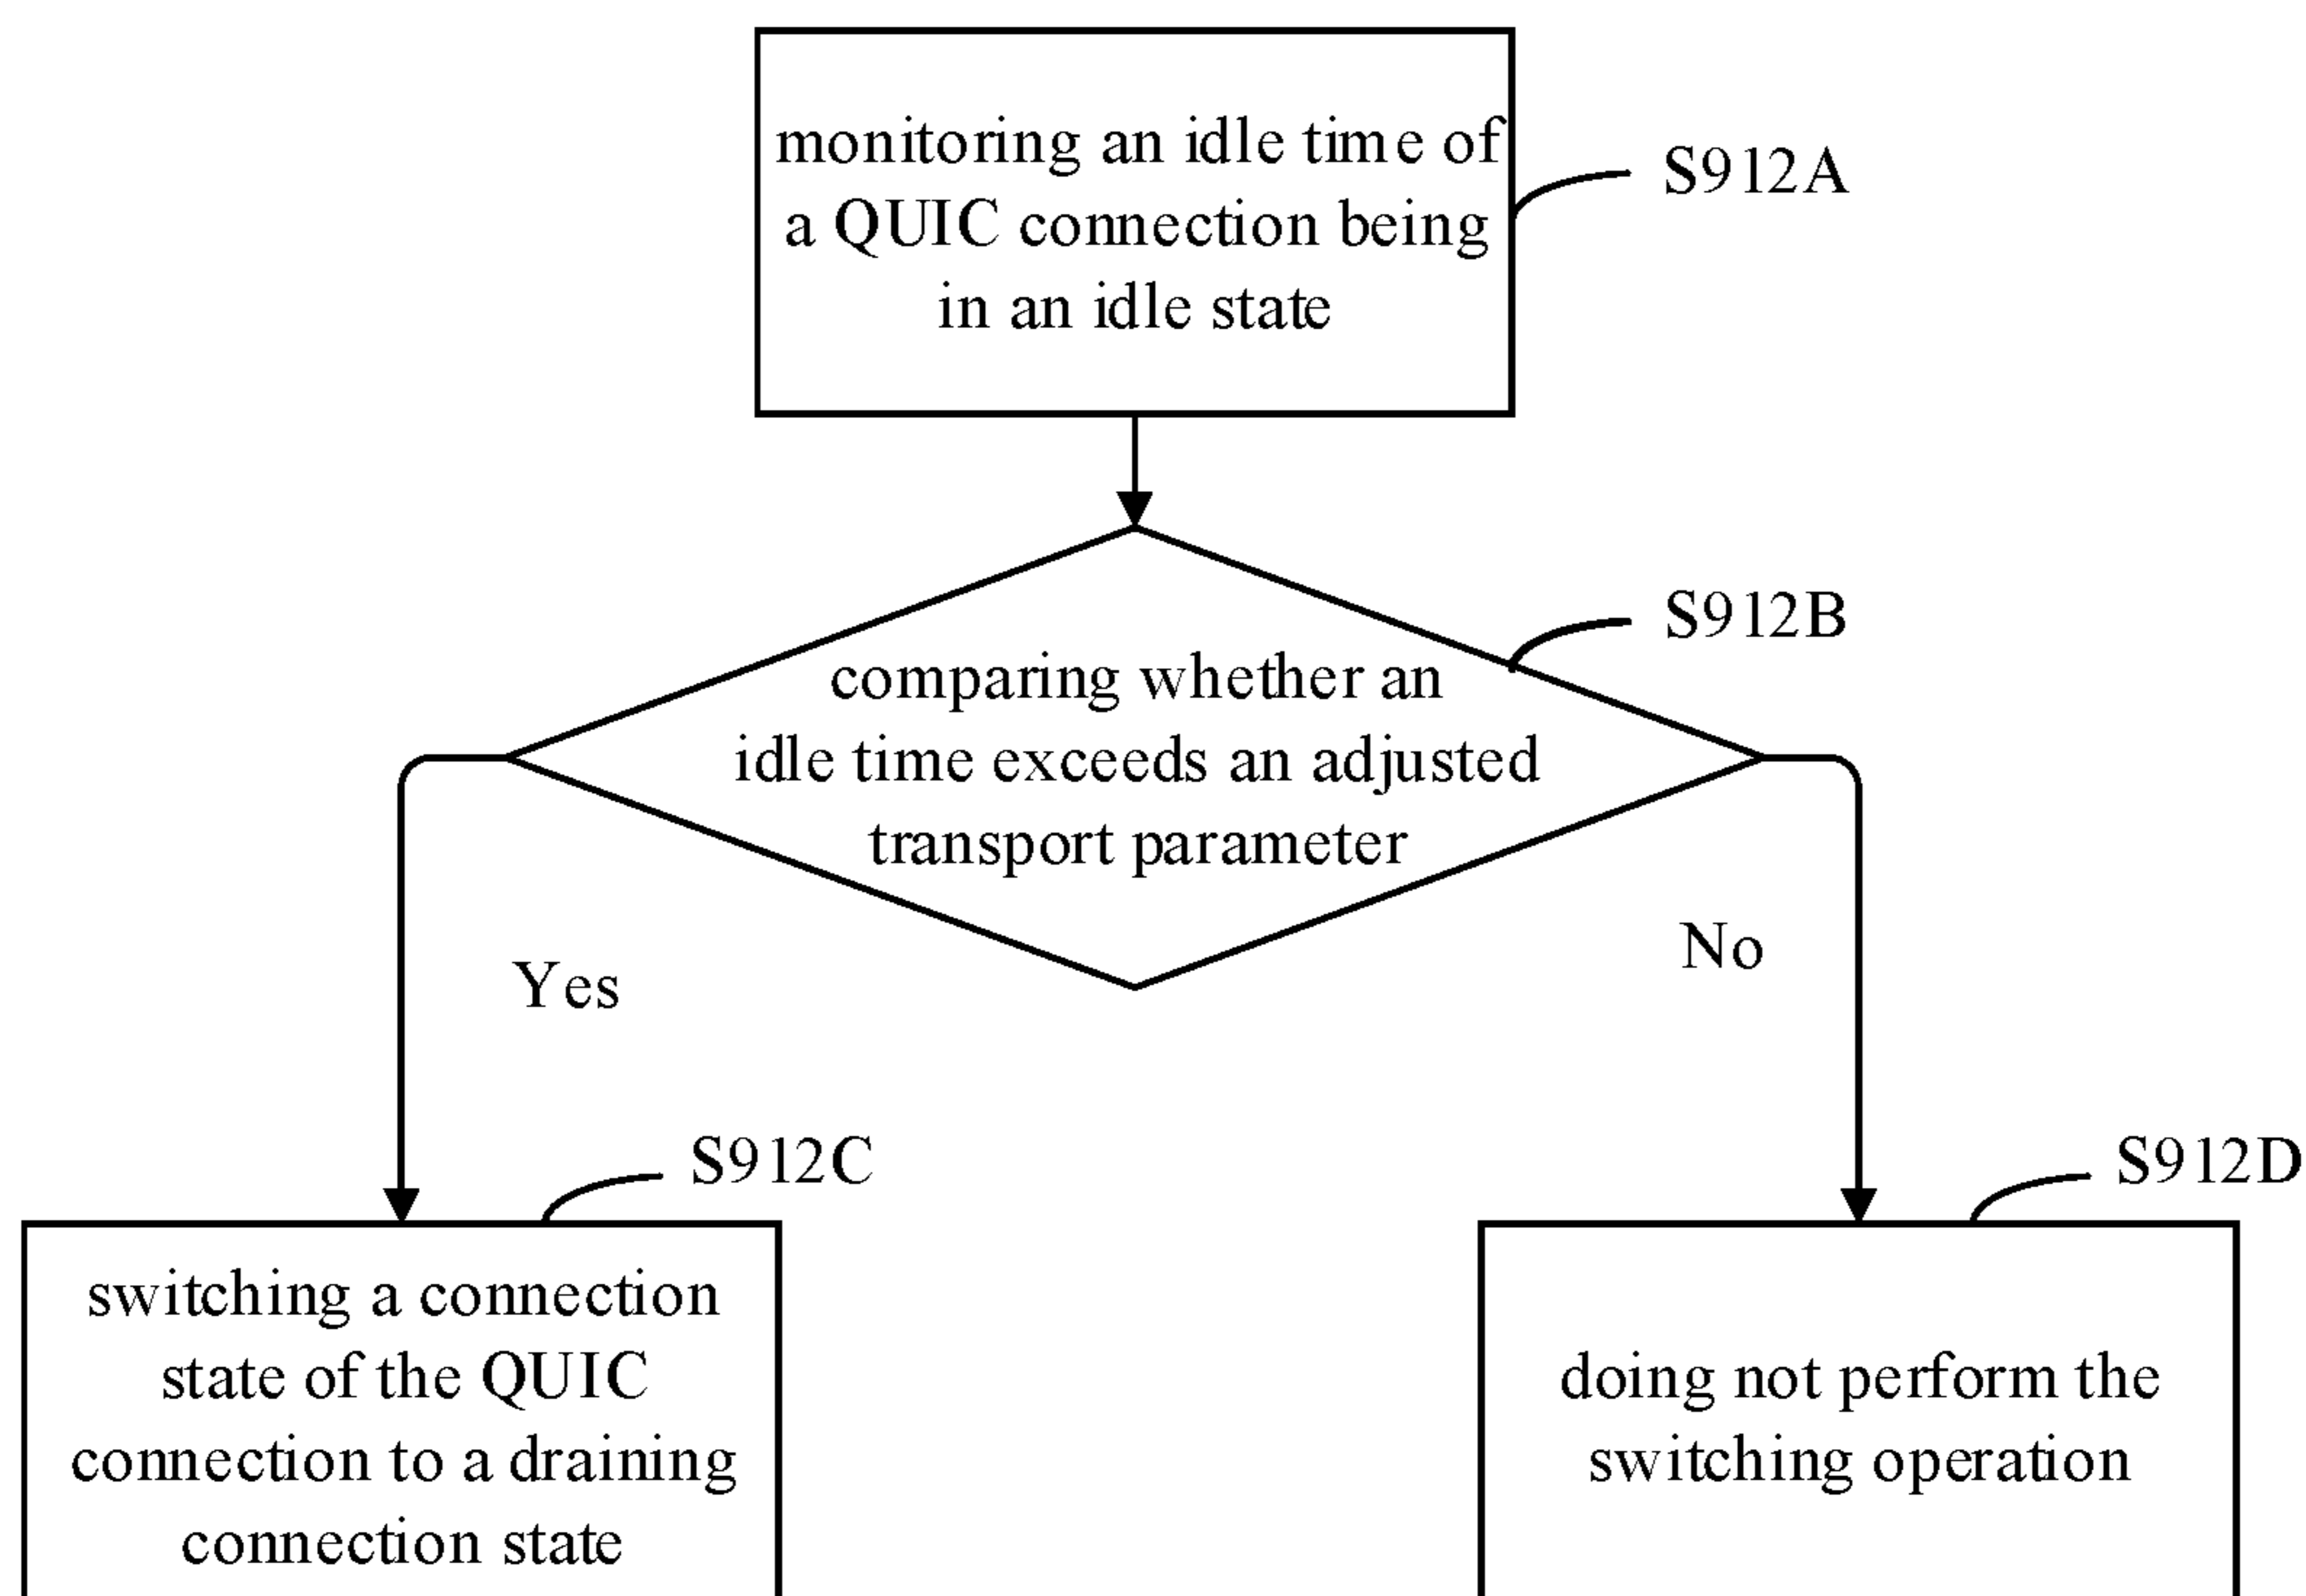 monitoring an idle time of
a QUIC connection being
in an idle state
S912A
S912B
comparing whether an
idle time exceeds an adjusted
transport parameter
Yes
No
S912C
switching a connection
state of the QUIC
connection to a draining
connection state
S912D
doing not perform the
switching operation